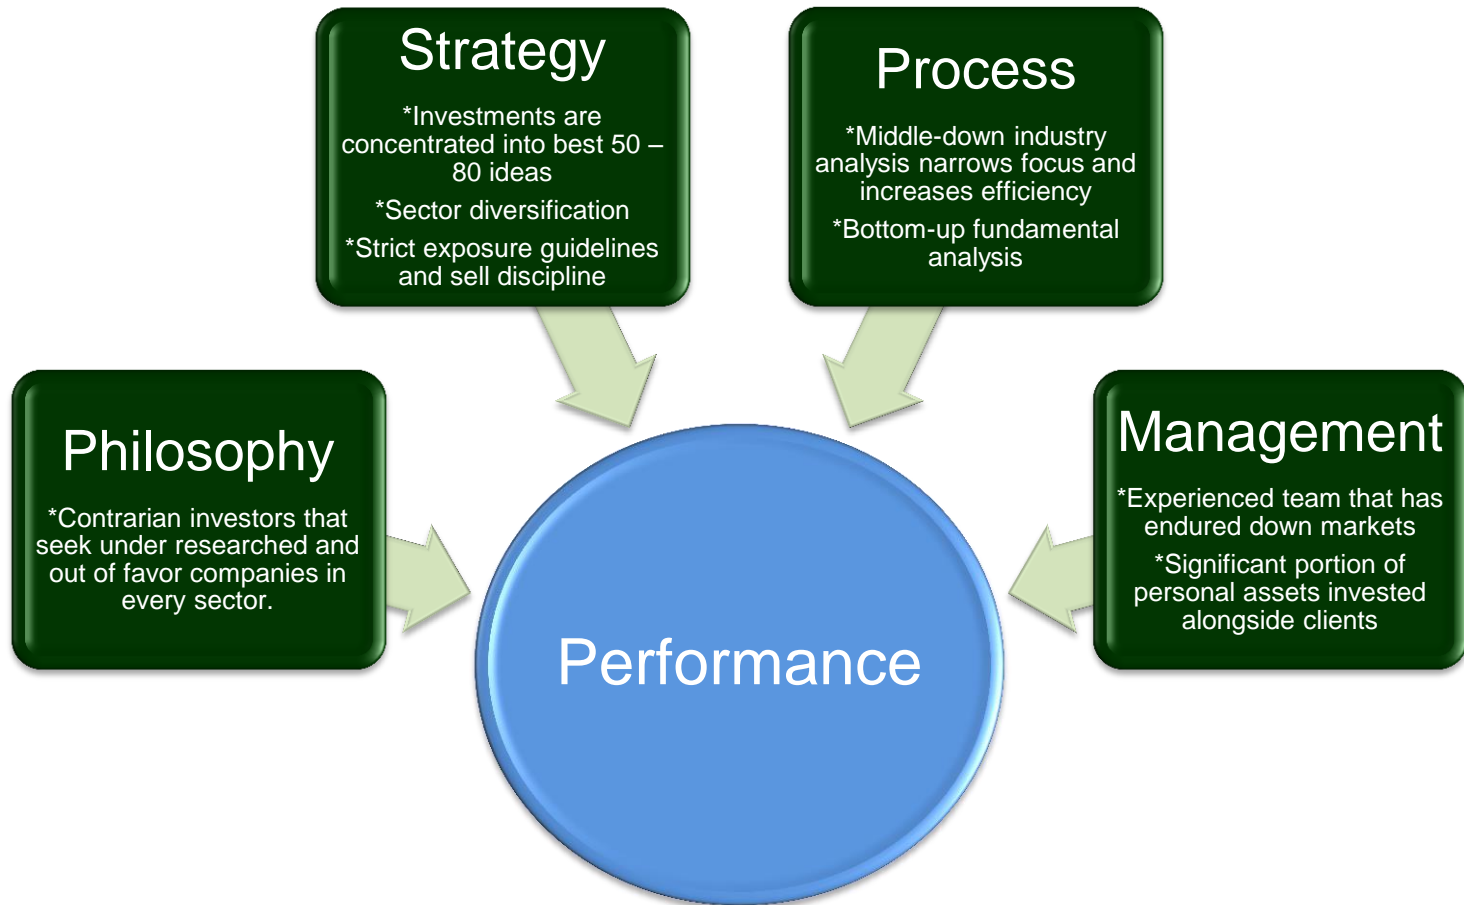 Strategy
*Investments are
concentrated into best 50 –
80 ideas
*Sector diversification
*Strict exposure guidelines
and sell discipline
Process
*Middle-down industry
analysis narrows focus and
increases efficiency
*Bottom-up fundamental
analysis
Philosophy
*Contrarian investors that
seek under researched and
out of favor companies in
every sector.
Management
*Experienced team that has
endured down markets
*Significant portion of
personal assets invested
alongside clients
Performance